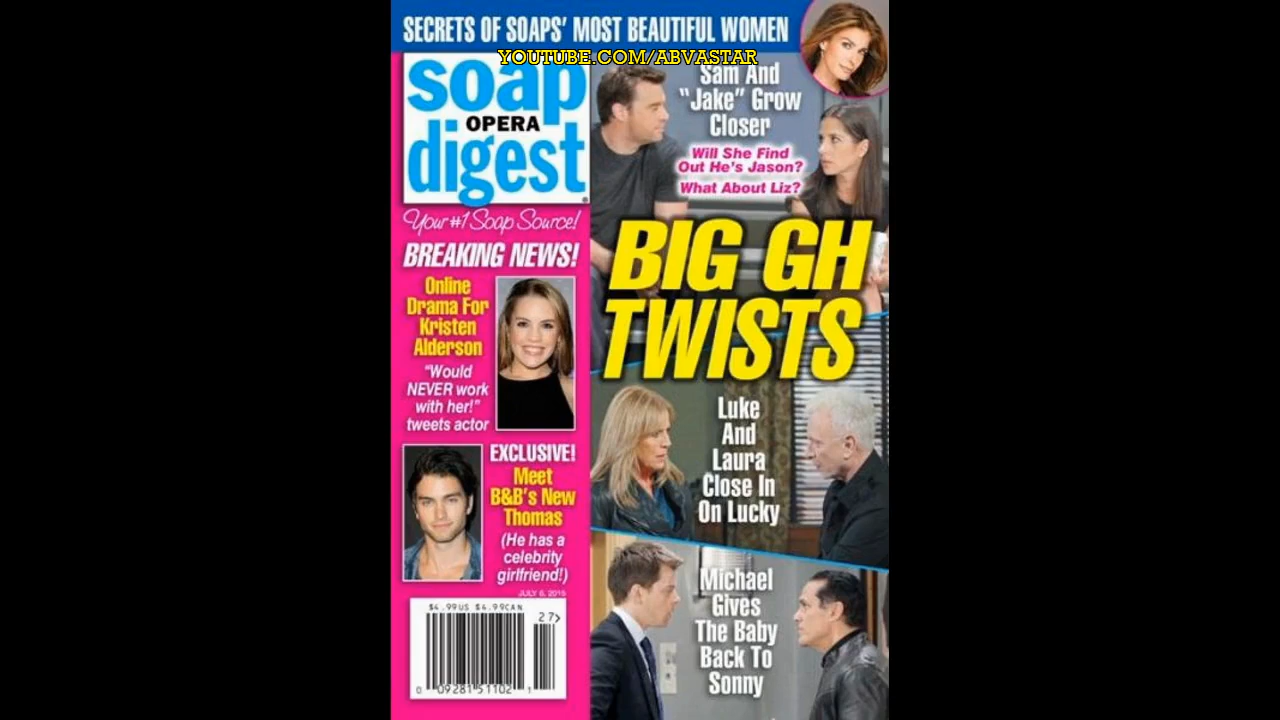 SECRETS OF SOAPS' MOST BEAUTIFUL WOMEN
YOUTUBE.COM/ABVASTAR
soap
OPERA
digest
Your #1 Soap Source!
BREAKING NEWS!
Online
Drama For
Kristen
Alderson
"Would
NEVER work
with her!"
tweets actor
EXCLUSIVE!
Meet
B&B's New
Thomas
(He has a
celebrity
girlfriend!)
JULY 6, 2015
$4.99US $4.99CAN
27>
0 09281 51102 1
Sam And
"Jake" Grow
Closer
Will She Find
Out He's Jason?
What About Liz?
BIG GH
TWISTS
Luke
And
Laura
Close In
On Lucky
Michael
Gives
The Baby
Back To
Sonny